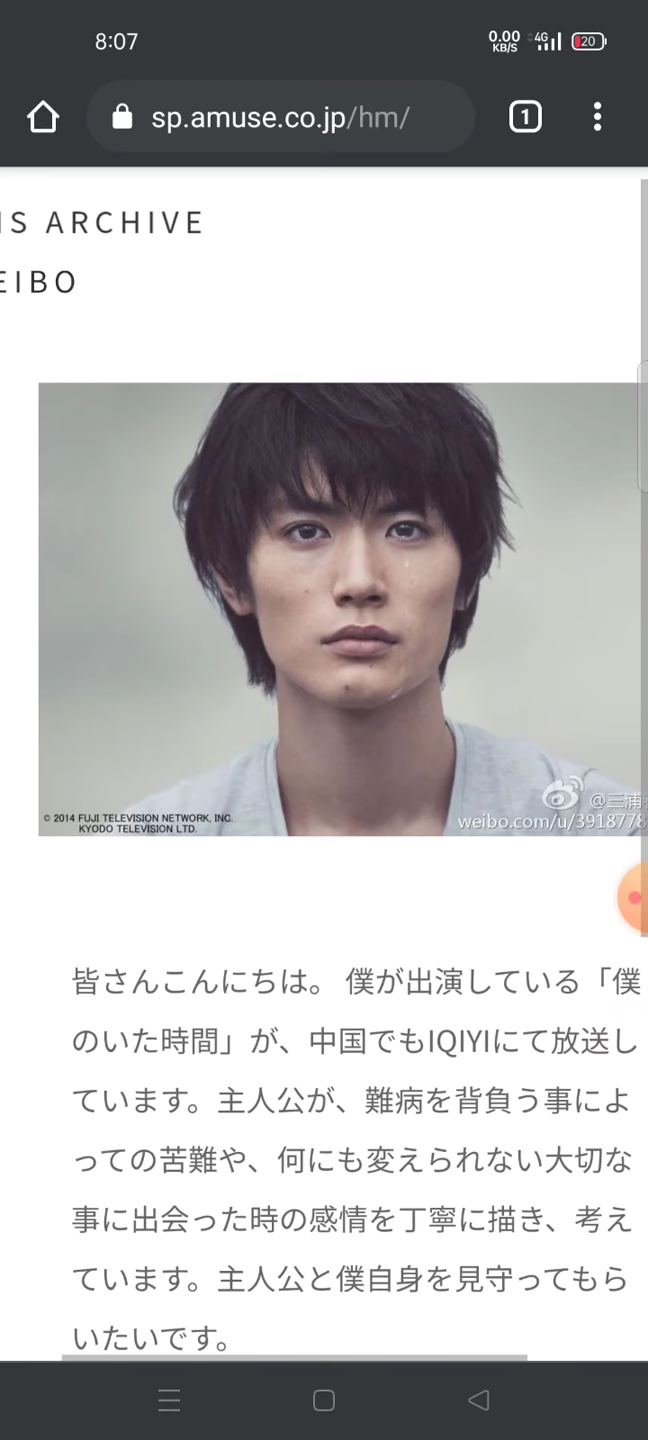 8:07
0.00
KB/S
4G
20
sp.amuse.co.jp/hm/
1
S ARCHIVE
EIBO
© 2014 FUJI TELEVISION NETWORK, INC.
KYODO TELEVISION LTD.
@三浦
weibo.com/u/3918778
皆さんこんにちは。 僕が出演している「僕
のいた時間」が、中国でもIQIYIにて放送し
ています。主人公が、難病を背負う事によ
っての苦難や、何にも変えられない大切な
事に出会った時の感情を丁寧に描き、考え
ています。主人公と僕自身を見守ってもら
いたいです。